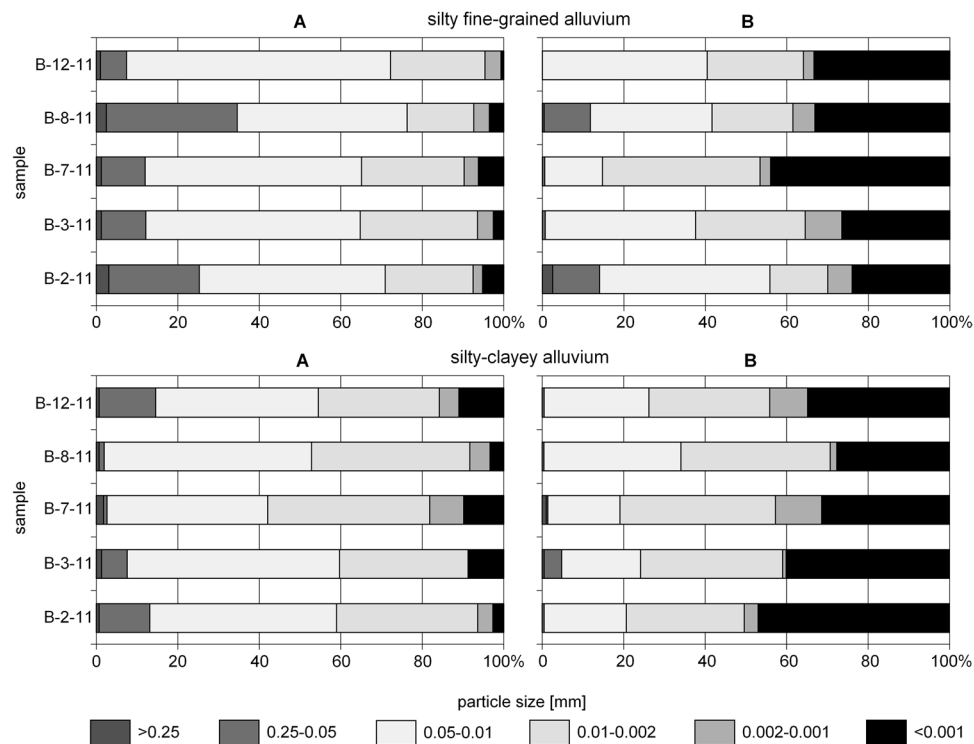 A silty fine-grained alluvium B
sample
B-12-11
B-8-11
B-7-11
B-3-11
B-2-11
0 20 40 60 80 100% 0 20 40 60 80 100%
A silty-clayey alluvium B
sample
B-12-11
B-8-11
B-7-11
B-3-11
B-2-11
0 20 40 60 80 100% 0 20 40 60 80 100%
particle size [mm]
>0.25 0.25-0.05 0.05-0.01 0.01-0.002 0.002-0.001 <0.001